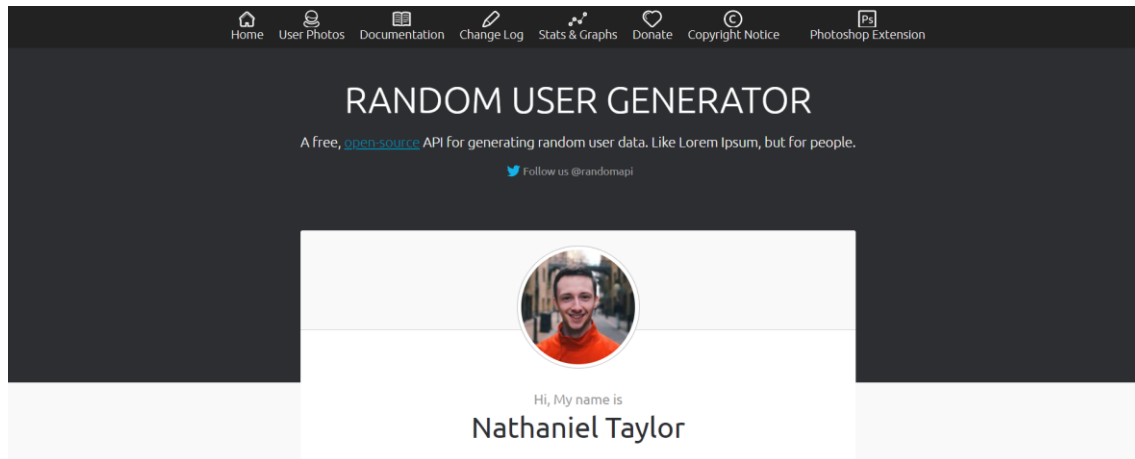 Home User Photos Documentation Change Log Stats & Graphs Donate Copyright Notice Photoshop Extension
RANDOM USER GENERATOR
A free, open-source API for generating random user data. Like Lorem Ipsum, but for people.
Follow us @randomapi
Hi, My name is
Nathaniel Taylor